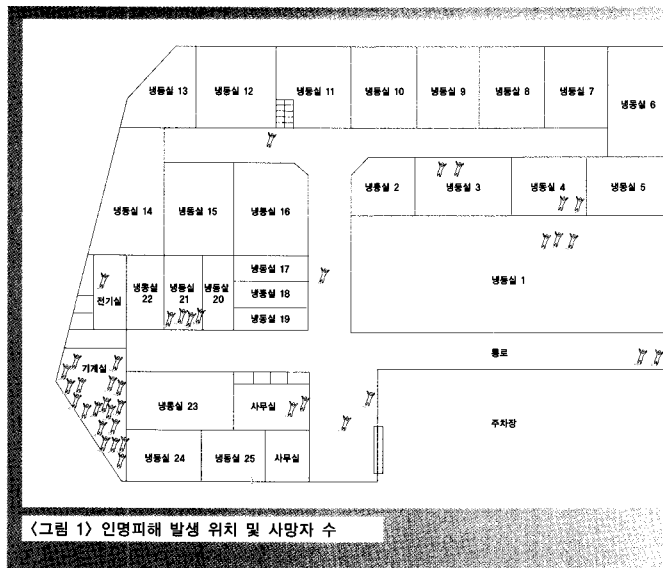 냉동실 13
냉동실 12
냉동실 11
냉동실 10
냉동실 9
냉동실 8
냉동실 7
냉동실 6
냉동실 2
냉동실 3
냉동실 4
냉동실 5
냉동실 14
냉동실 15
냉동실 16
냉동실 1
전기실
냉동실
22
냉동실
21
냉동실
20
냉동실 17
냉동실 18
냉동실 19
통로
기계실
냉동실 23
사무실
주차장
냉동실 24
냉동실 25
사무실
〈그림 1〉 인명피해 발생 위치 및 사망자 수